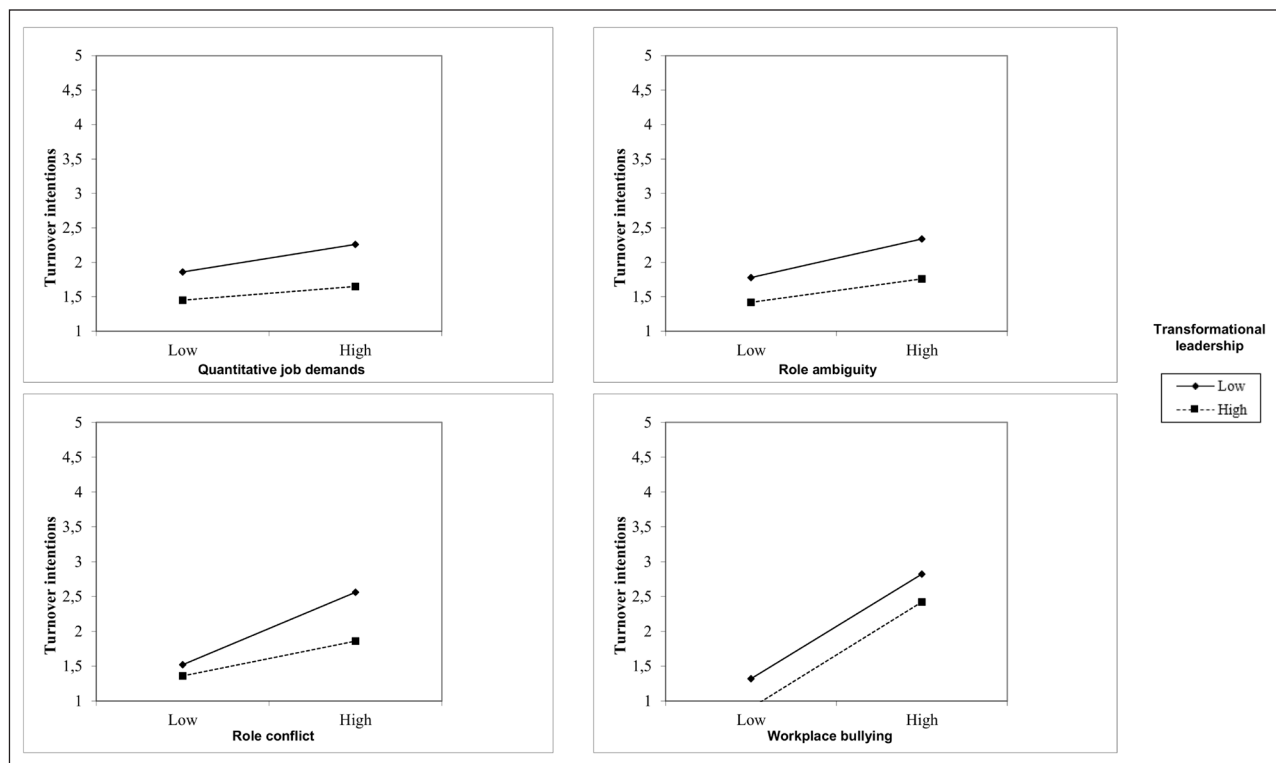 5
4,5
4
3,5
3
2,5
2
1,5
1
Turnover intentions
Low High
Quantitative job demands
5
4,5
4
3,5
3
2,5
2
1,5
1
Turnover intentions
Low High
Role ambiguity
Transformational
leadership
Low
High
5
4,5
4
3,5
3
2,5
2
1,5
1
Turnover intentions
Low High
Role conflict
5
4,5
4
3,5
3
2,5
2
1,5
1
Turnover intentions
Low High
Workplace bullying